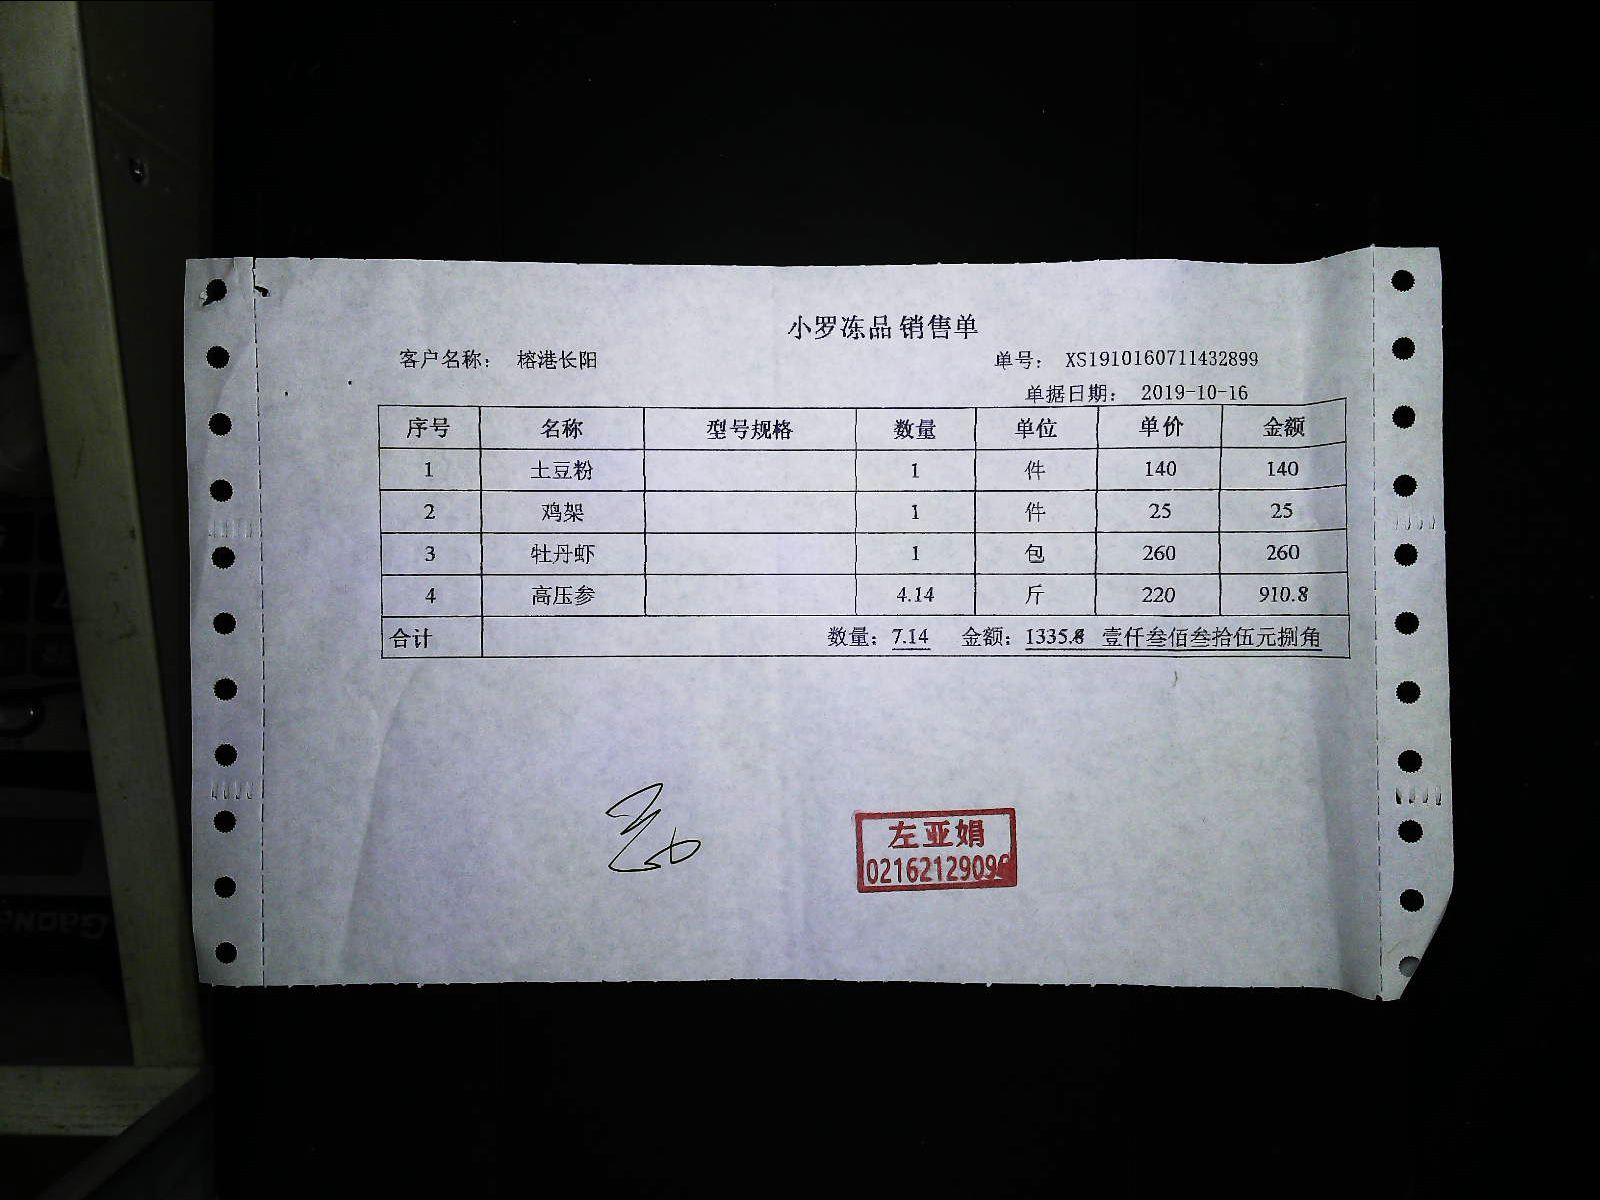 小罗冻品 销售单
客户名称： 榕港长阳 单号： XS1910160711432899
单据日期： 2019-10-16
序号 名称 型号规格 数量 单位 单价 金额
1 土豆粉 1 件 140 140
2 鸡架 1 件 25 25
3 牡丹虾 1 包 260 260
4 高压参 4.14 斤 220 910.8
合计 数量：7.14 金额：1335.8 壹仟叁佰叁拾伍元捌角
左亚娟